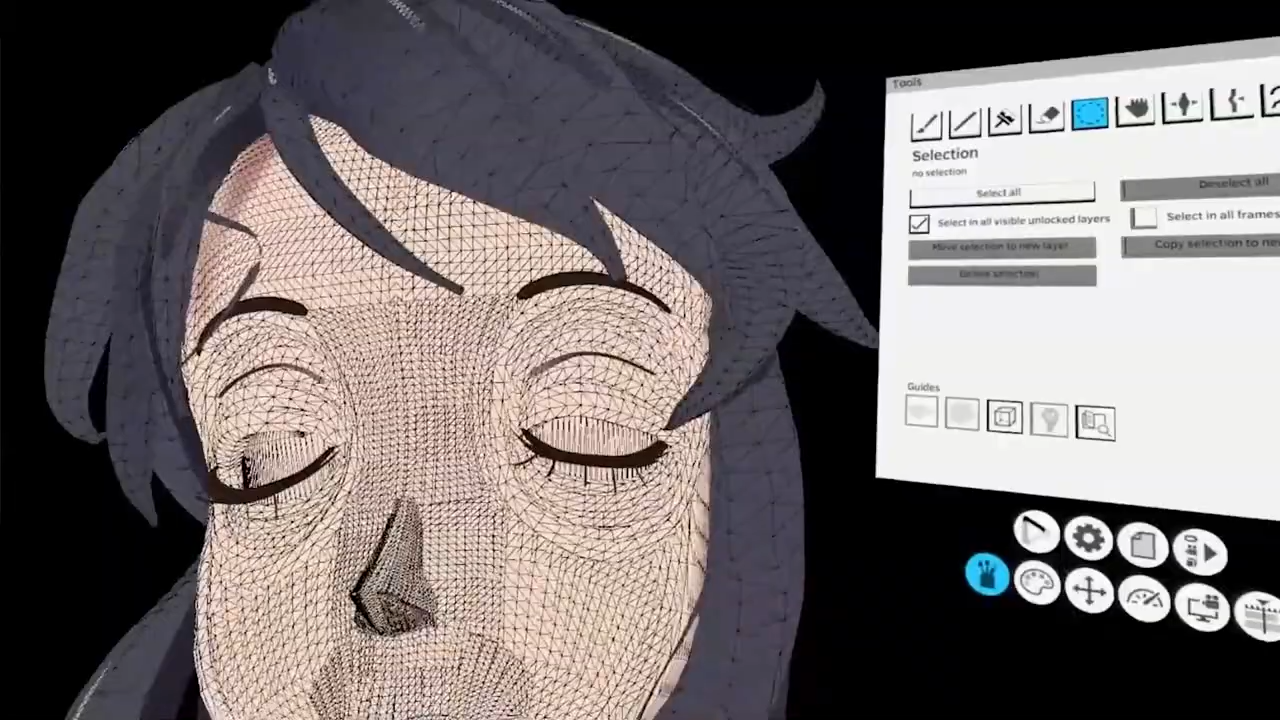 Tools
Selection
no selection
Select all
Deselect all
Select in all visible unlocked layers
Select in all frames
Move selection to new layer
Copy selection to ne
Delete selection
Guides